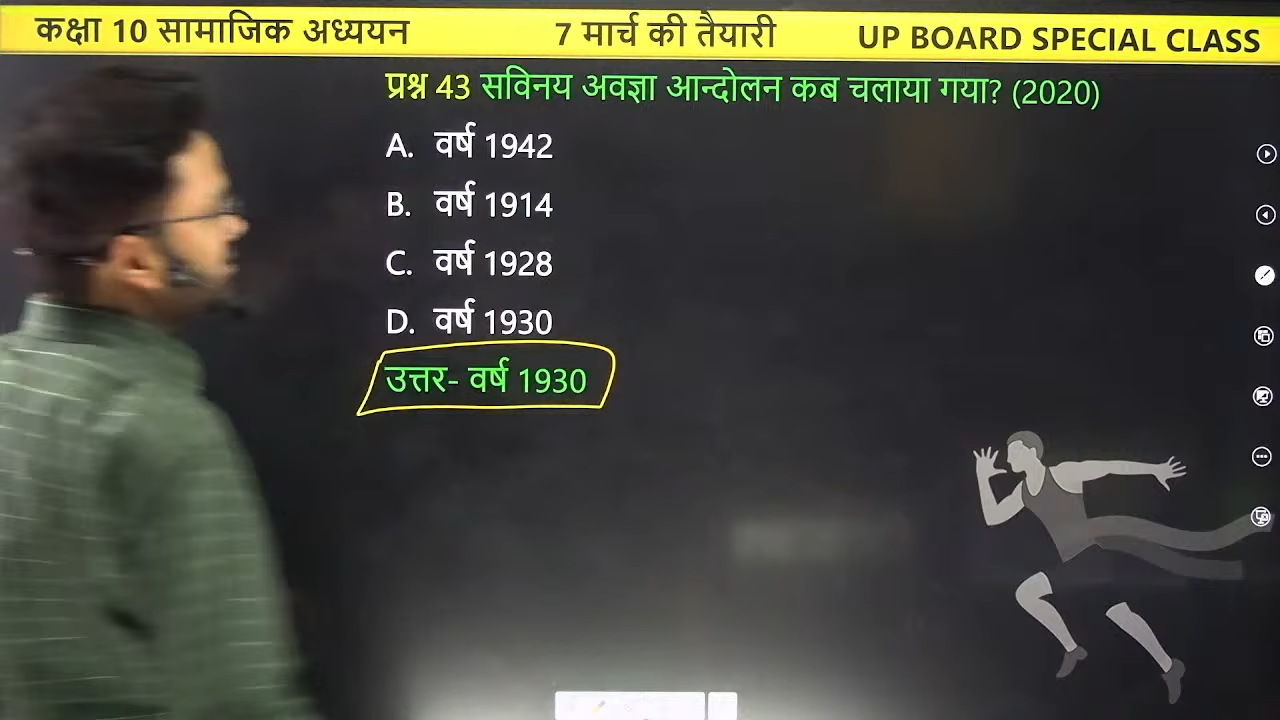 कक्षा 10 सामाजिक अध्ययन 7 मार्च की तैयारी UP BOARD SPECIAL CLASS
प्रश्न 43 सविनय अवज्ञा आन्दोलन कब चलाया गया? (2020)
A. वर्ष 1942
B. वर्ष 1914
C. वर्ष 1928
D. वर्ष 1930
उत्तर- वर्ष 1930